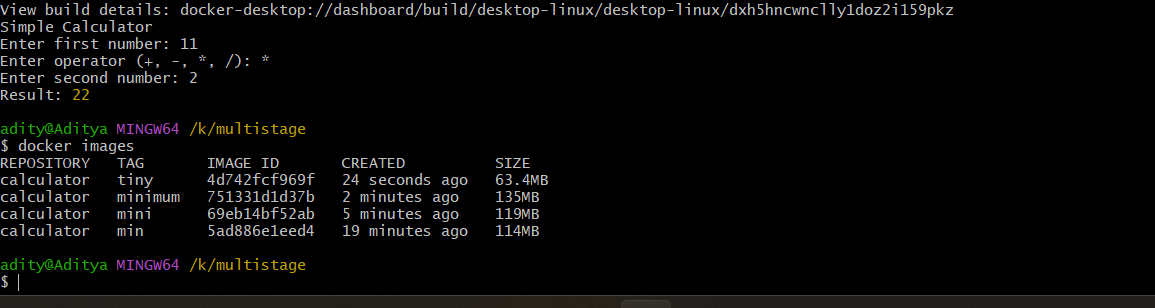 View build details: docker-desktop://dashboard/build/desktop-linux/desktop-linux/dxh5hncwnclly1doz2i159pkz
Simple Calculator
Enter first number: 11
Enter operator (+, -, *, /): *
Enter second number: 2
Result: 22
adity@Aditya MINGW64 /k/multistage
$ docker images
REPOSITORY TAG IMAGE ID CREATED SIZE
calculator tiny 4d742fcf969f 24 seconds ago 63.4MB
calculator minimum 751331d1d37b 2 minutes ago 135MB
calculator mini 69eb14bf52ab 5 minutes ago 119MB
calculator min 5ad886e1eed4 19 minutes ago 114MB
adity@Aditya MINGW64 /k/multistage
$